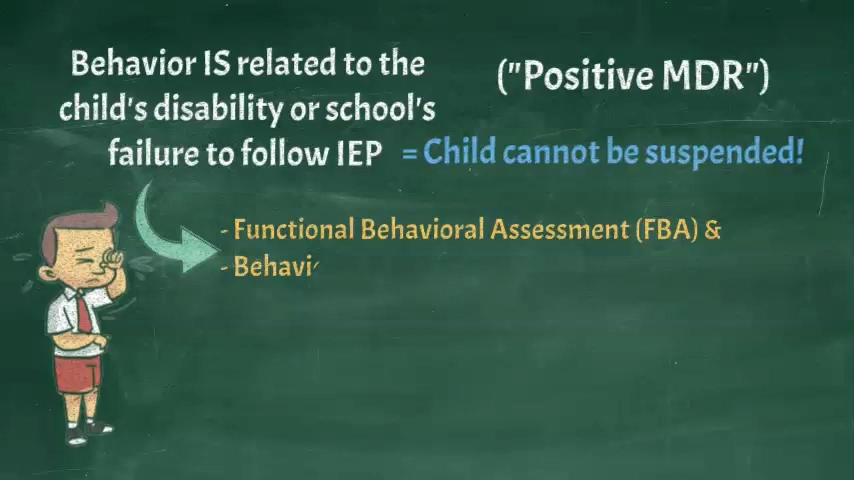 Behavior IS related to the
child's disability or school's
failure to follow IEP
("Positive MDR")
= Child cannot be suspended!
- Functional Behavioral Assessment (FBA) &
- Behavi